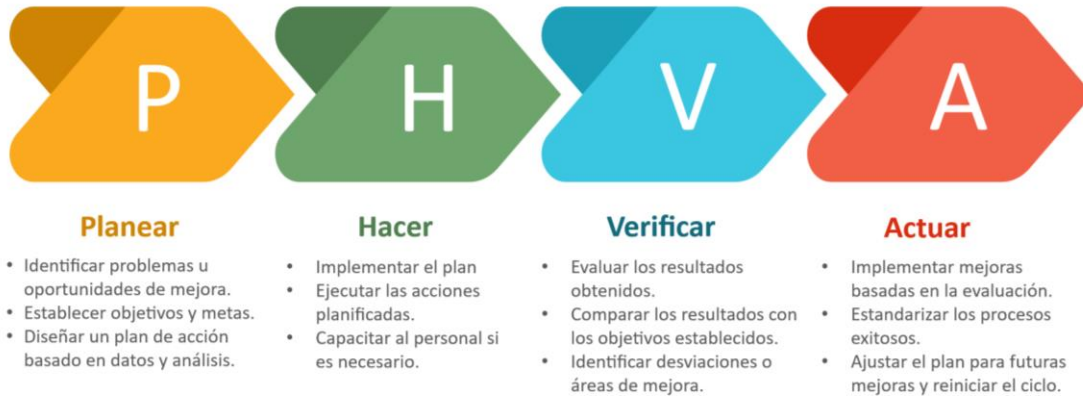 P
H
V
A
Planear
• Identificar problemas u
oportunidades de mejora.
• Establecer objetivos y metas.
• Diseñar un plan de acción
basado en datos y análisis.
Hacer
• Implementar el plan
• Ejecutar las acciones
planificadas.
• Capacitar al personal si
es necesario.
Verificar
• Evaluar los resultados
obtenidos.
• Comparar los resultados con
los objetivos establecidos.
• Identificar desviaciones o
áreas de mejora.
Actuar
• Implementar mejoras
basadas en la evaluación.
• Estandarizar los procesos
exitosos.
• Ajustar el plan para futuras
mejoras y reiniciar el ciclo.